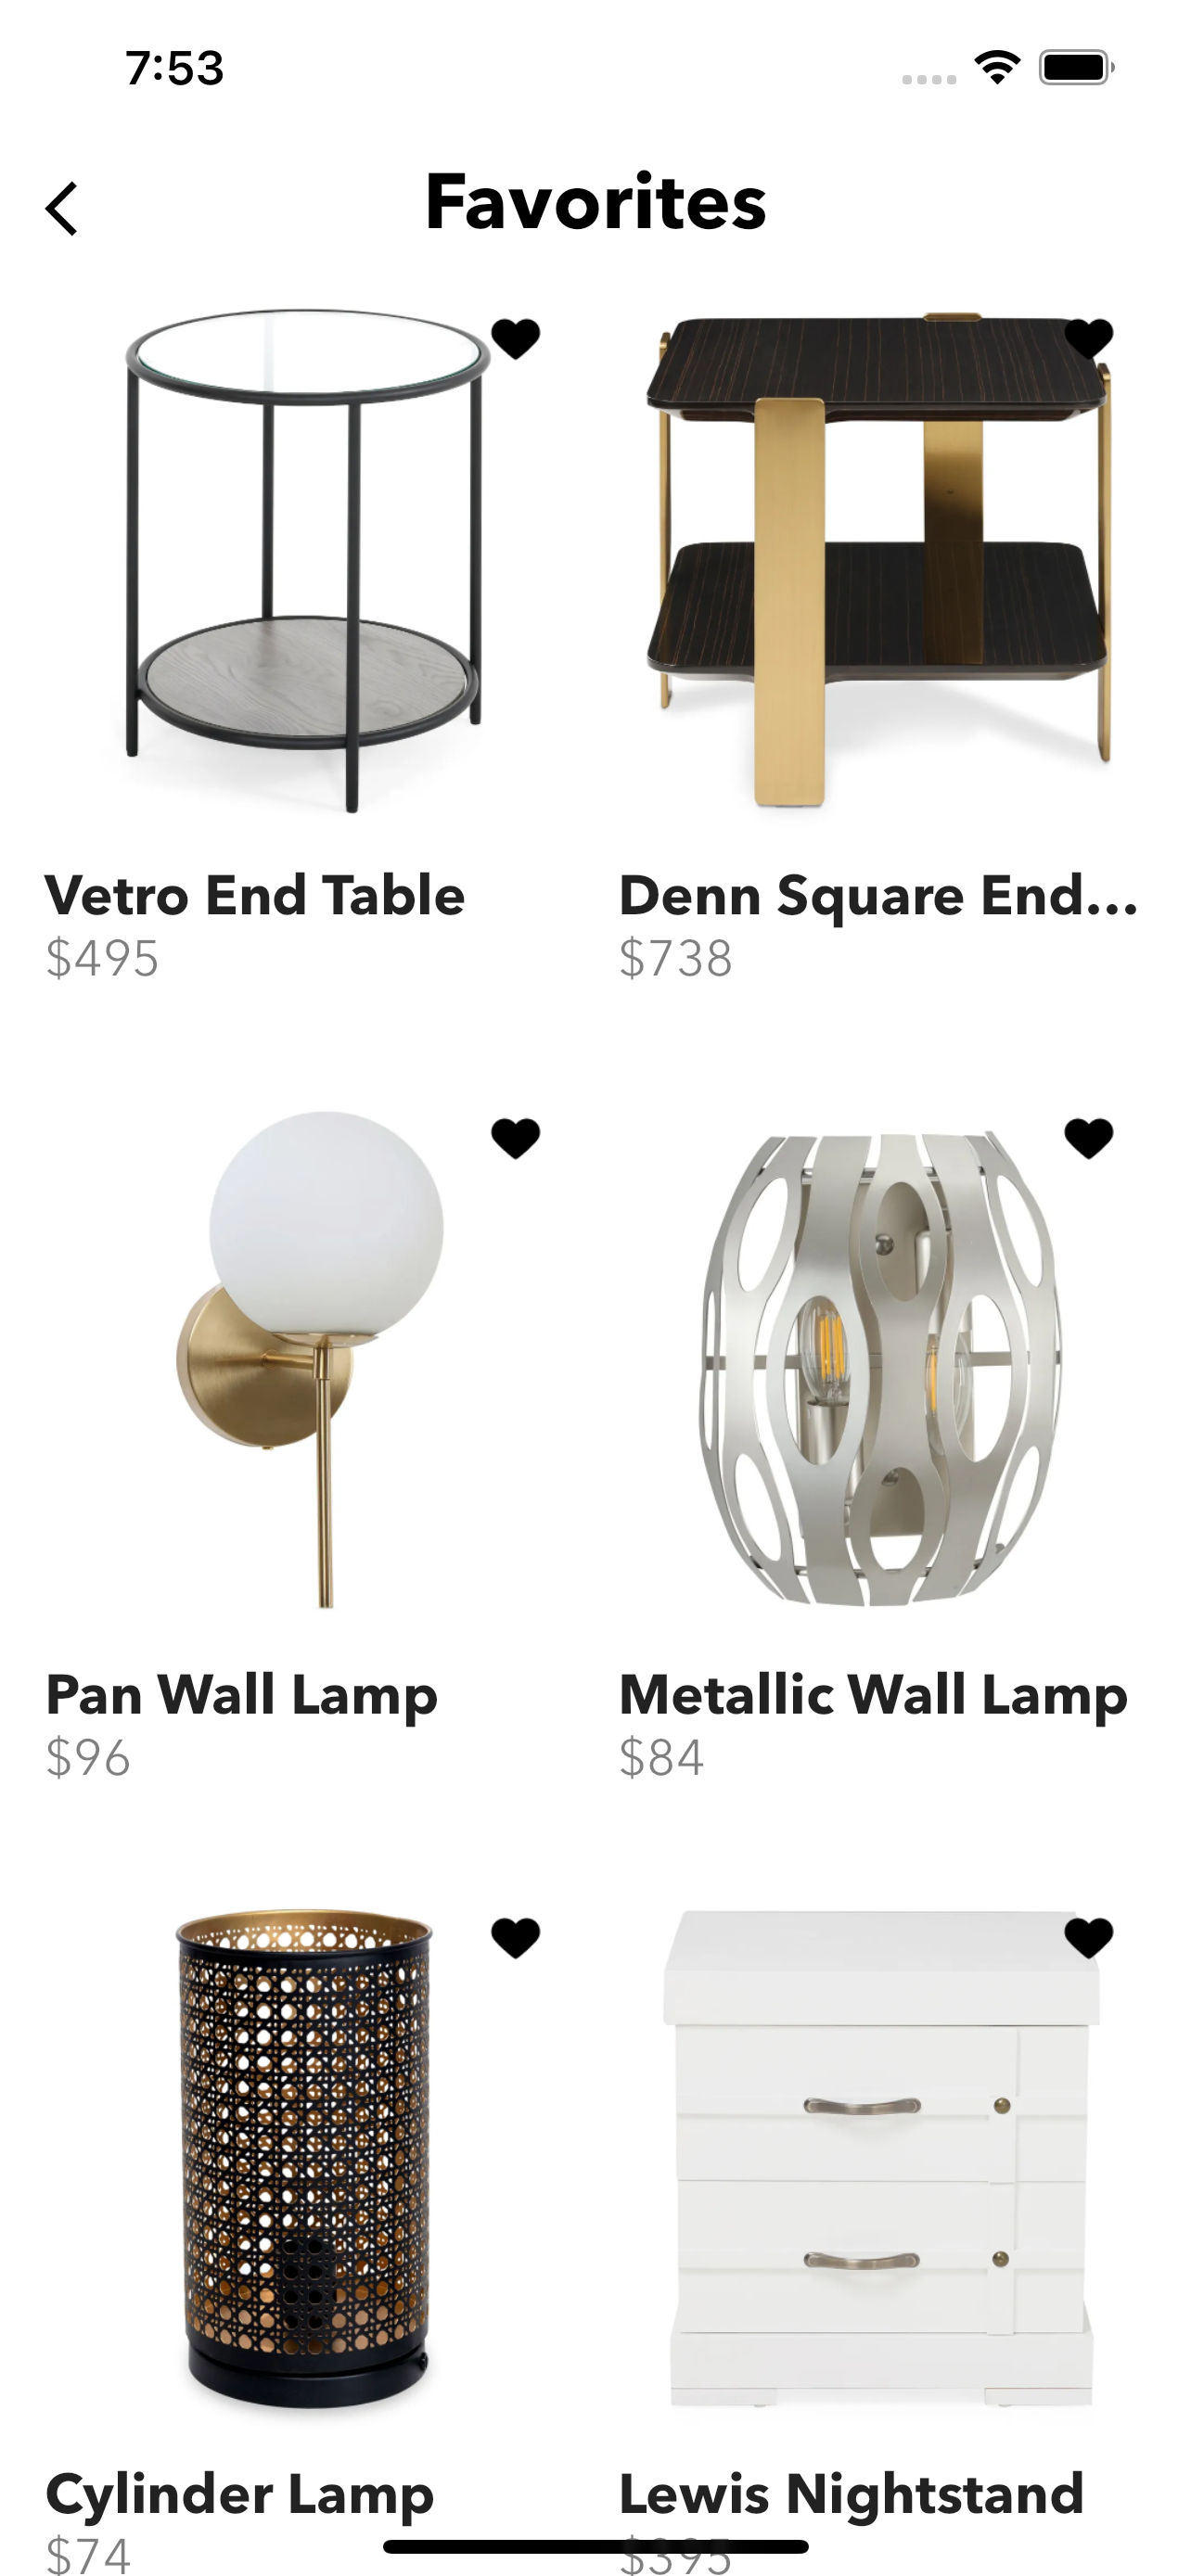 7:53
Favorites
Vetro End Table
$495
Denn Square End...
$738
Pan Wall Lamp
$96
Metallic Wall Lamp
$84
Cylinder Lamp
$74
Lewis Nightstand
$395